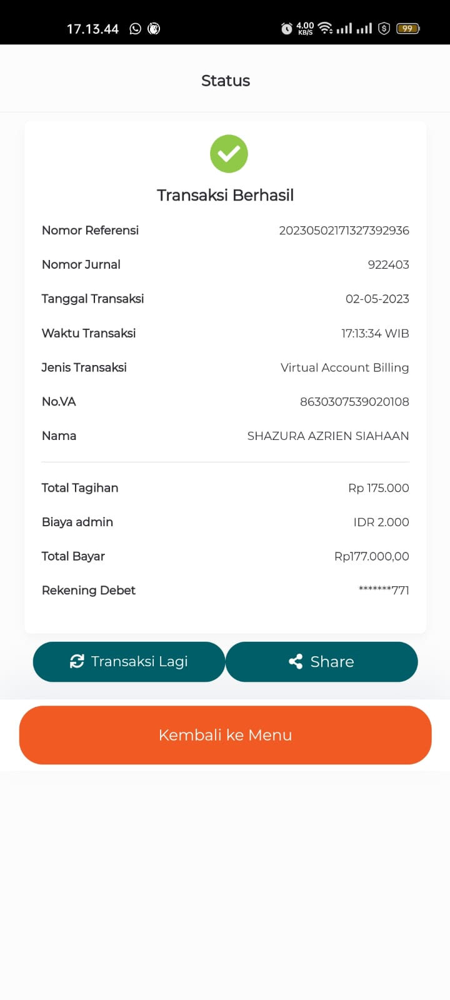 17.13.44
4.00
KB/S
99
Status
Transaksi Berhasil
Nomor Referensi 20230502171327392936
Nomor Jurnal 922403
Tanggal Transaksi 02-05-2023
Waktu Transaksi 17:13:34 WIB
Jenis Transaksi Virtual Account Billing
No.VA 8630307539020108
Nama SHAZURA AZRIEN SIAHAAN
Total Tagihan Rp 175.000
Biaya admin IDR 2.000
Total Bayar Rp177.000,00
Rekening Debet *******771
Transaksi Lagi
Share
Kembali ke Menu